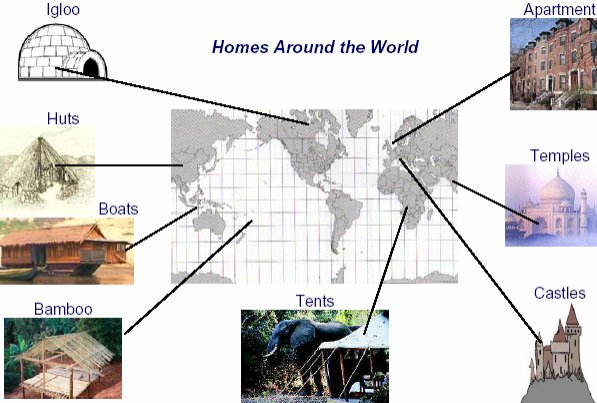 Igloo
Apartment
Homes Around the World
Huts
Temples
Boats
Castles
Bamboo
Tents